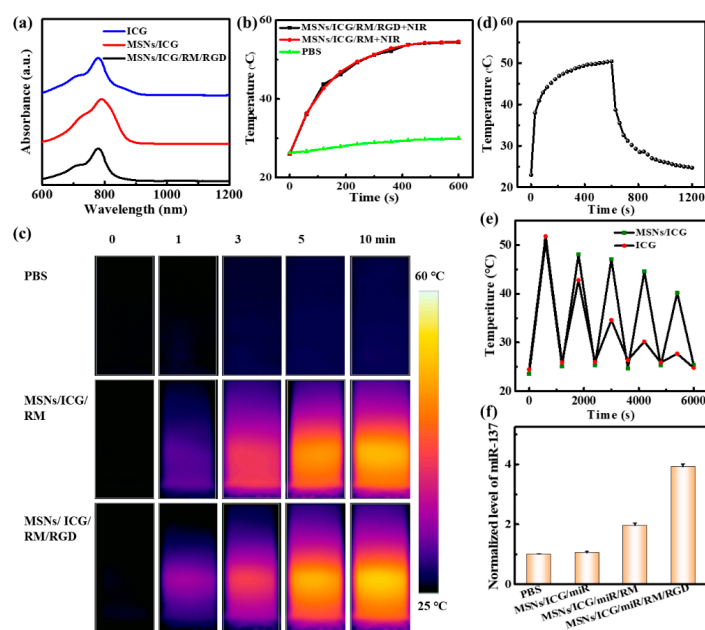 (a)
ICG
MSNs/ICG
MSNs/ICG/RM/RGD
Absorbance (a.u.)
600 800 1000 1200
Wavelength (nm)
(b)
MSNs/ICG/RM/RGD+NIR
MSNs/ICG/RM+NIR
PBS
Temperature (°C)
60
40
20
0 200 400 600
Time (s)
(d)
Temperature (°C)
60
50
40
30
20
0 400 800 1200
Time (s)
(c)
0 1 3 5 10 min
PBS
MSNs/ICG/
RM
MSNs/ ICG/
RM/RGD
60 °C
25 °C
(e)
MSNs/ICG
ICG
Temperiture (°C)
50
40
30
20
0 2000 4000 6000
Time (s)
(f)
Normalized level of miR-137
4
2
0
PBS
MSNs/ICG/miR
MSNs/ICG/miR/RM
MSNs/ICG/miR/RM/RGD